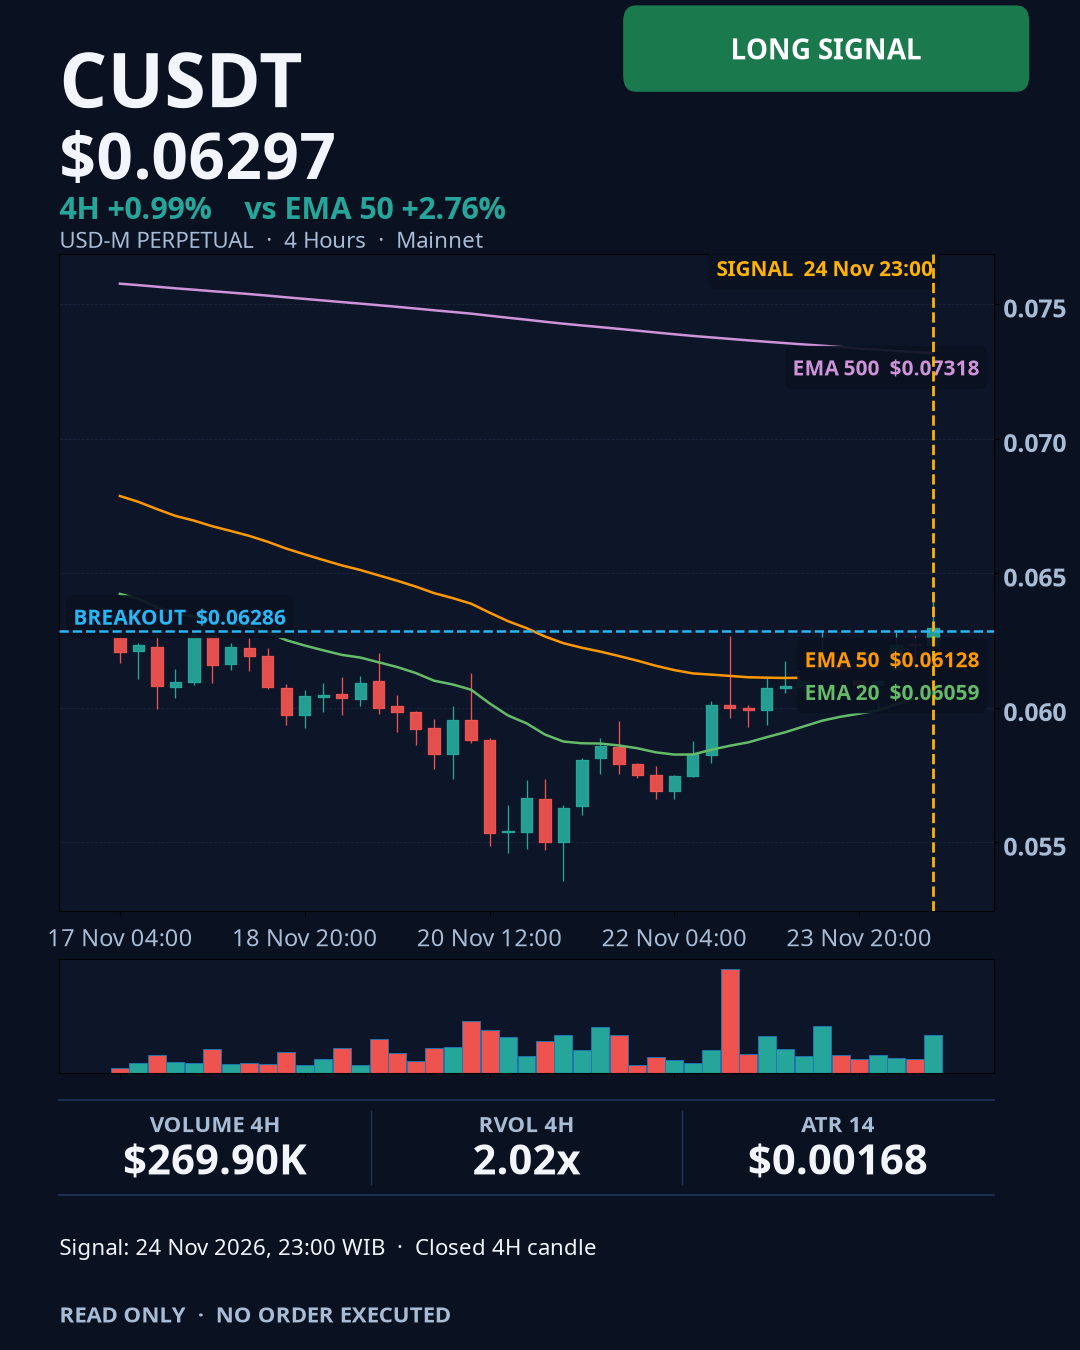 LONG SIGNAL
CUSDT
$0.06297
4H +0.99% vs EMA 50 +2.76%
USD-M PERPETUAL · 4 Hours · Mainnet
SIGNAL 24 Nov 23:00
0.075
EMA 500 $0.07318
0.070
0.065
BREAKOUT $0.06286
EMA 50 $0.06128
EMA 20 $0.06059
0.060
0.055
17 Nov 04:00 18 Nov 20:00 20 Nov 12:00 22 Nov 04:00 23 Nov 20:00
VOLUME 4H RVOL 4H ATR 14
$269.90K 2.02x $0.00168
Signal: 24 Nov 2026, 23:00 WIB · Closed 4H candle
READ ONLY · NO ORDER EXECUTED